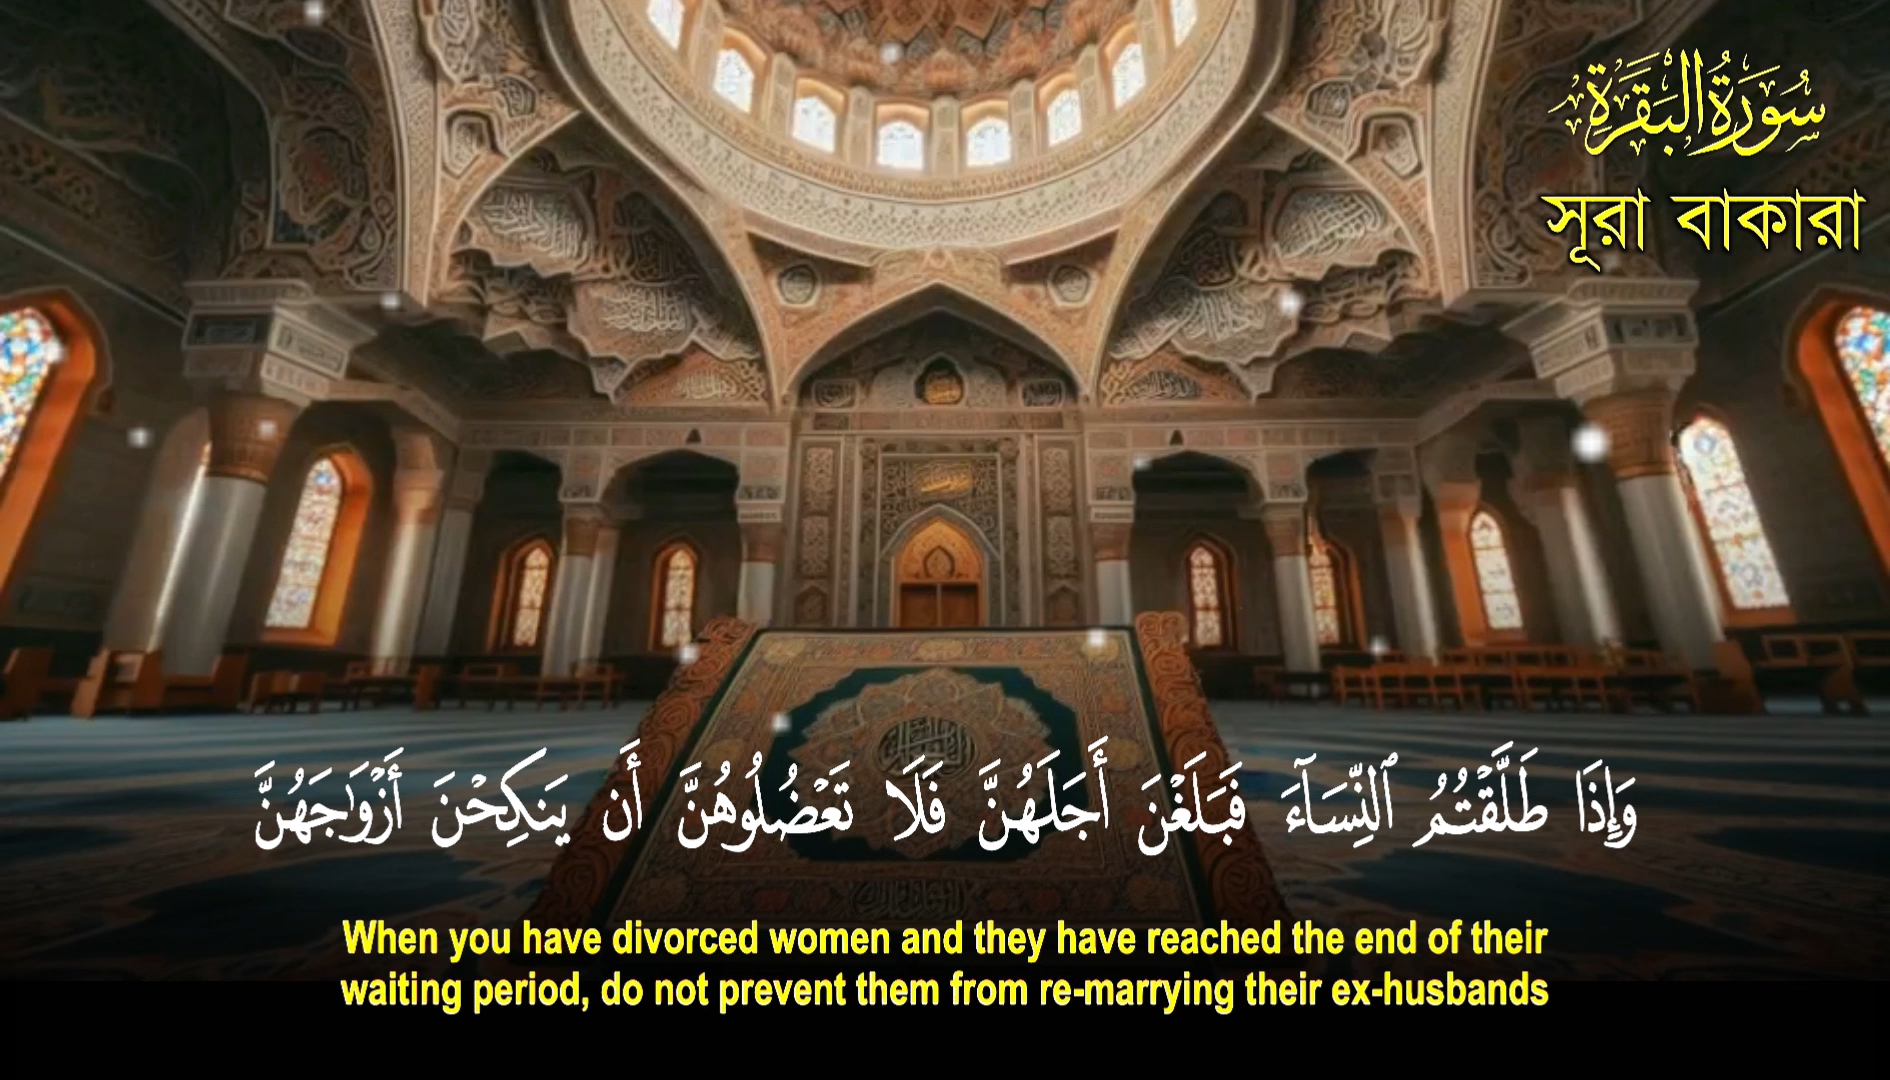 سُورَةُ البَقَرَةِ
সূরা বাকারা
وَإِذَا طَلَّقۡتُمُ ٱلنِّسَآءَ فَبَلَغۡنَ أَجَلَهُنَّ فَلَا تَعۡضُلُوهُنَّ أَن يَنكِحۡنَ أَزۡوَٰجَهُنَّ
When you have divorced women and they have reached the end of their
waiting period, do not prevent them from re-marrying their ex-husbands